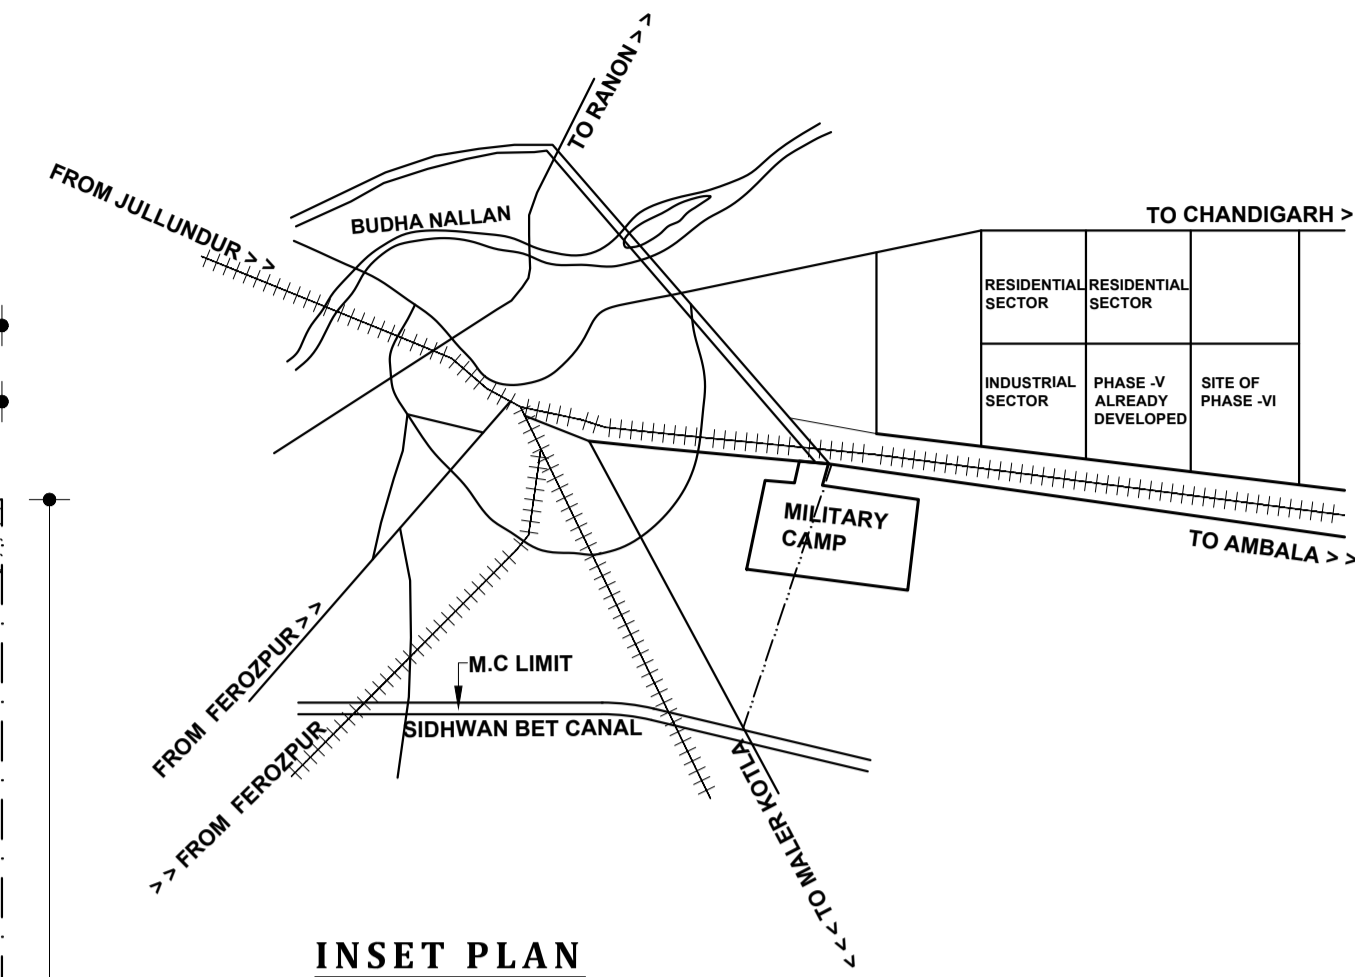 TO RANON > >
FROM JULLUNDUR > >
BUDHA NALLAN
TO CHANDIGARH >
RESIDENTIAL
SECTOR
RESIDENTIAL
SECTOR
INDUSTRIAL
SECTOR
PHASE -V
ALREADY
DEVELOPED
SITE OF
PHASE -VI
MILITARY
CAMP
TO AMBALA > >
FROM FEROZPUR > >
M.C LIMIT
SIDHWAN BET CANAL
> > FROM FEROZPUR
< < < TO MALER KOTLA
INSET PLAN